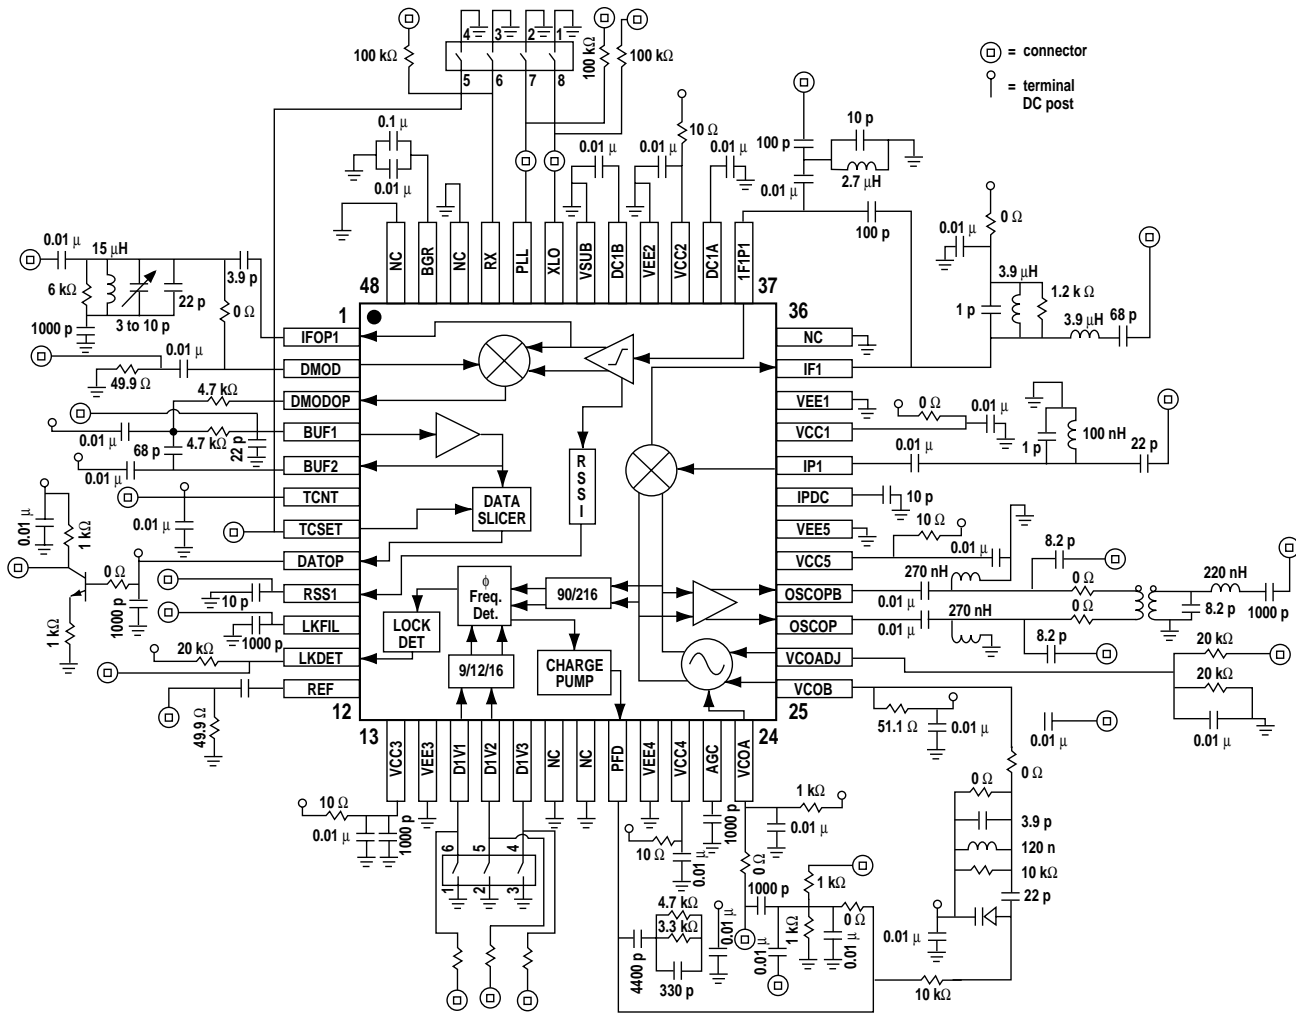 4 3 2 1
100 kΩ
100 kΩ
100 kΩ
5 6 7 8
= connector
= terminal
DC post
0.1 µ
0.01 µ
0.01 µ
0.01 µ
10 Ω
0.01 µ
100 p
10 p
2.7 µH
0.01 µ
100 p
0 Ω
0.01 µ
3.9 µH
1 p
1.2 k Ω
3.9 µH
68 p
0.01 µ
15 µH
3.9 p
6 kΩ
22 p
0 Ω
1000 p
3 to 10 p
NC BGR NC RX PLL XLO VSUB DC1B VEE2 VCC2 DC1A 1F1P1
48 37
1 36
IFOP1
DMOD
DMODOP
BUF1
BUF2
TCNT
TCSET
DATOP
RSS1
LKFIL
LKDET
REF
NC
IF1
VEE1
VCC1
IP1
IPDC
VEE5
VCC5
OSCOPB
OSCOP
VCOADJ
VCOB
0.01 µ
49.9 Ω
4.7 kΩ
0.01 µ
4.7 kΩ
68 p
22 p
0.01 µ
0.01 µ
0.01 µ
1 kΩ
0 Ω
1000 p
1 kΩ
10 p
1000 p
20 kΩ
49.9 Ω
RSSI
DATA
SLICER
ϕ
Freq.
Det.
90/216
LOCK
DET
9/12/16
CHARGE
PUMP
0 Ω
0.01 µ
0.01 µ
1 p
100 nH
22 p
10 p
10 Ω
0.01 µ
8.2 p
270 nH
0.01 µ
0 Ω
220 nH
270 nH
0 Ω
8.2 p
1000 p
0.01 µ
8.2 p
20 kΩ
20 kΩ
0.01 µ
51.1 Ω
0.01 µ
0.01 µ
12 25
13 24
VCC3 VEE3 D1V1 D1V2 D1V3 NC NC PFD VEE4 VCC4 AGC VCOA
10 Ω
0.01 µ
1000 p
6 5 4
1 2 3
10 Ω
0.01 µ
1000 p
1 kΩ
0.01 µ
0 Ω
1000 p
1 kΩ
0 Ω
4.7 kΩ
3.3 kΩ
4400 p
330 p
0.01 µ
0.01 µ
1 kΩ
0.01 µ
0 Ω
0 Ω
3.9 p
120 n
10 kΩ
22 p
0.01 µ
10 kΩ